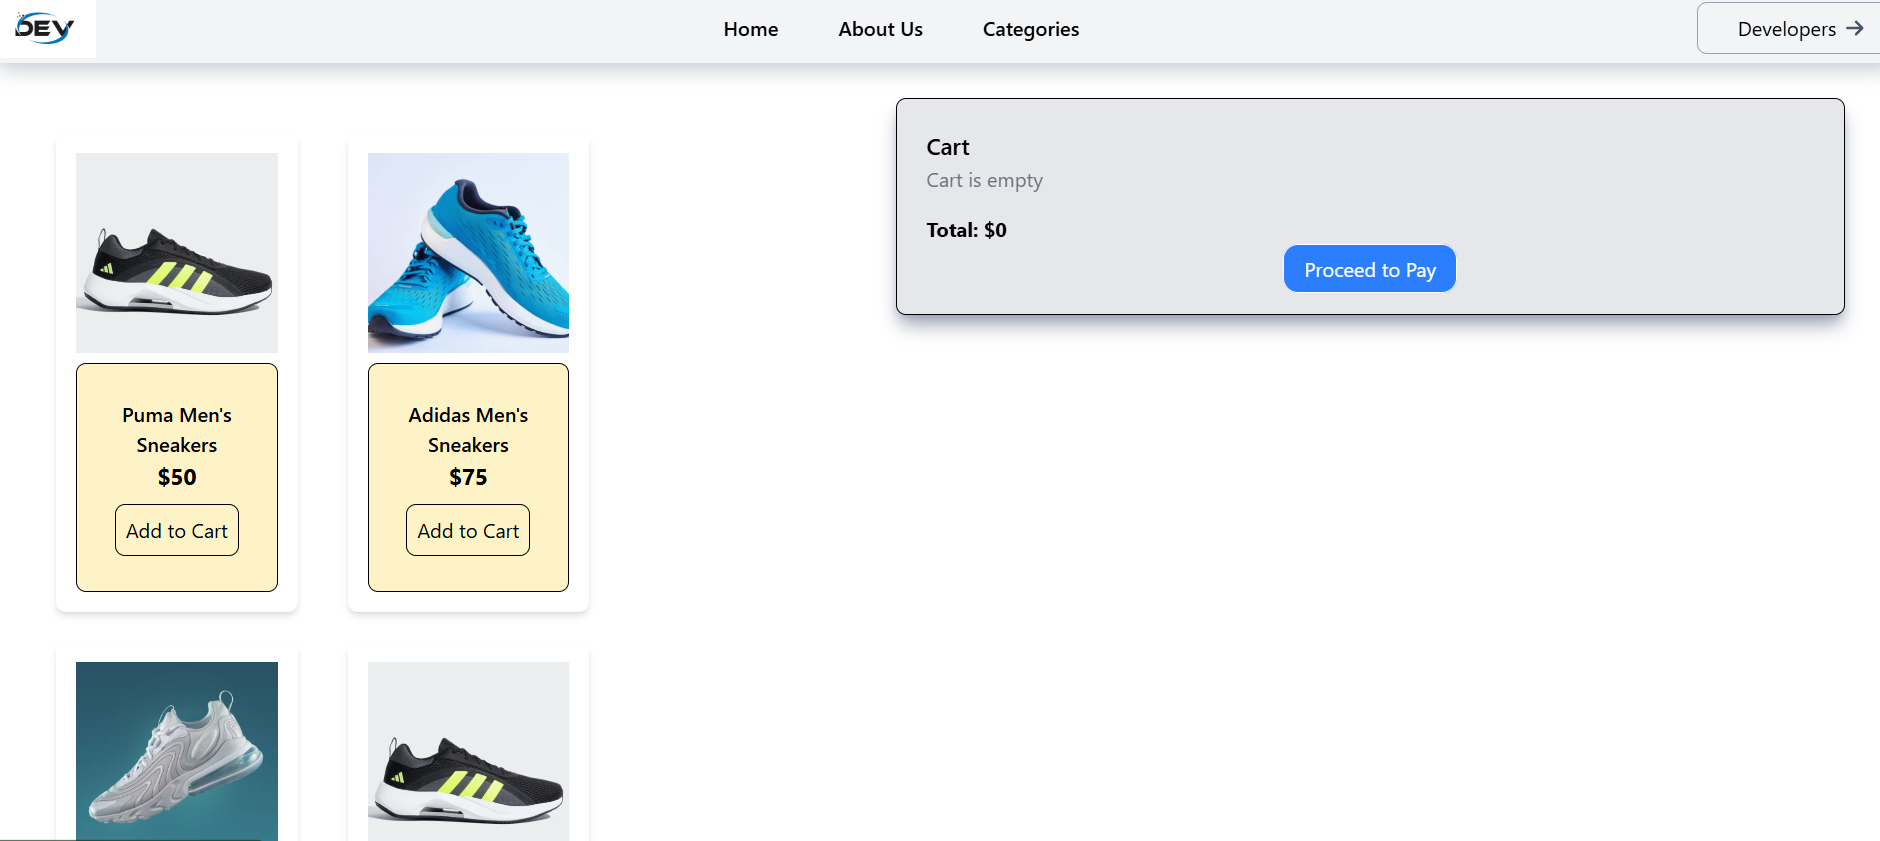 DEV
Home
About Us
Categories
Developers →
Cart
Cart is empty
Total: $0
Proceed to Pay
Puma Men's
Sneakers
$50
Add to Cart
Adidas Men's
Sneakers
$75
Add to Cart